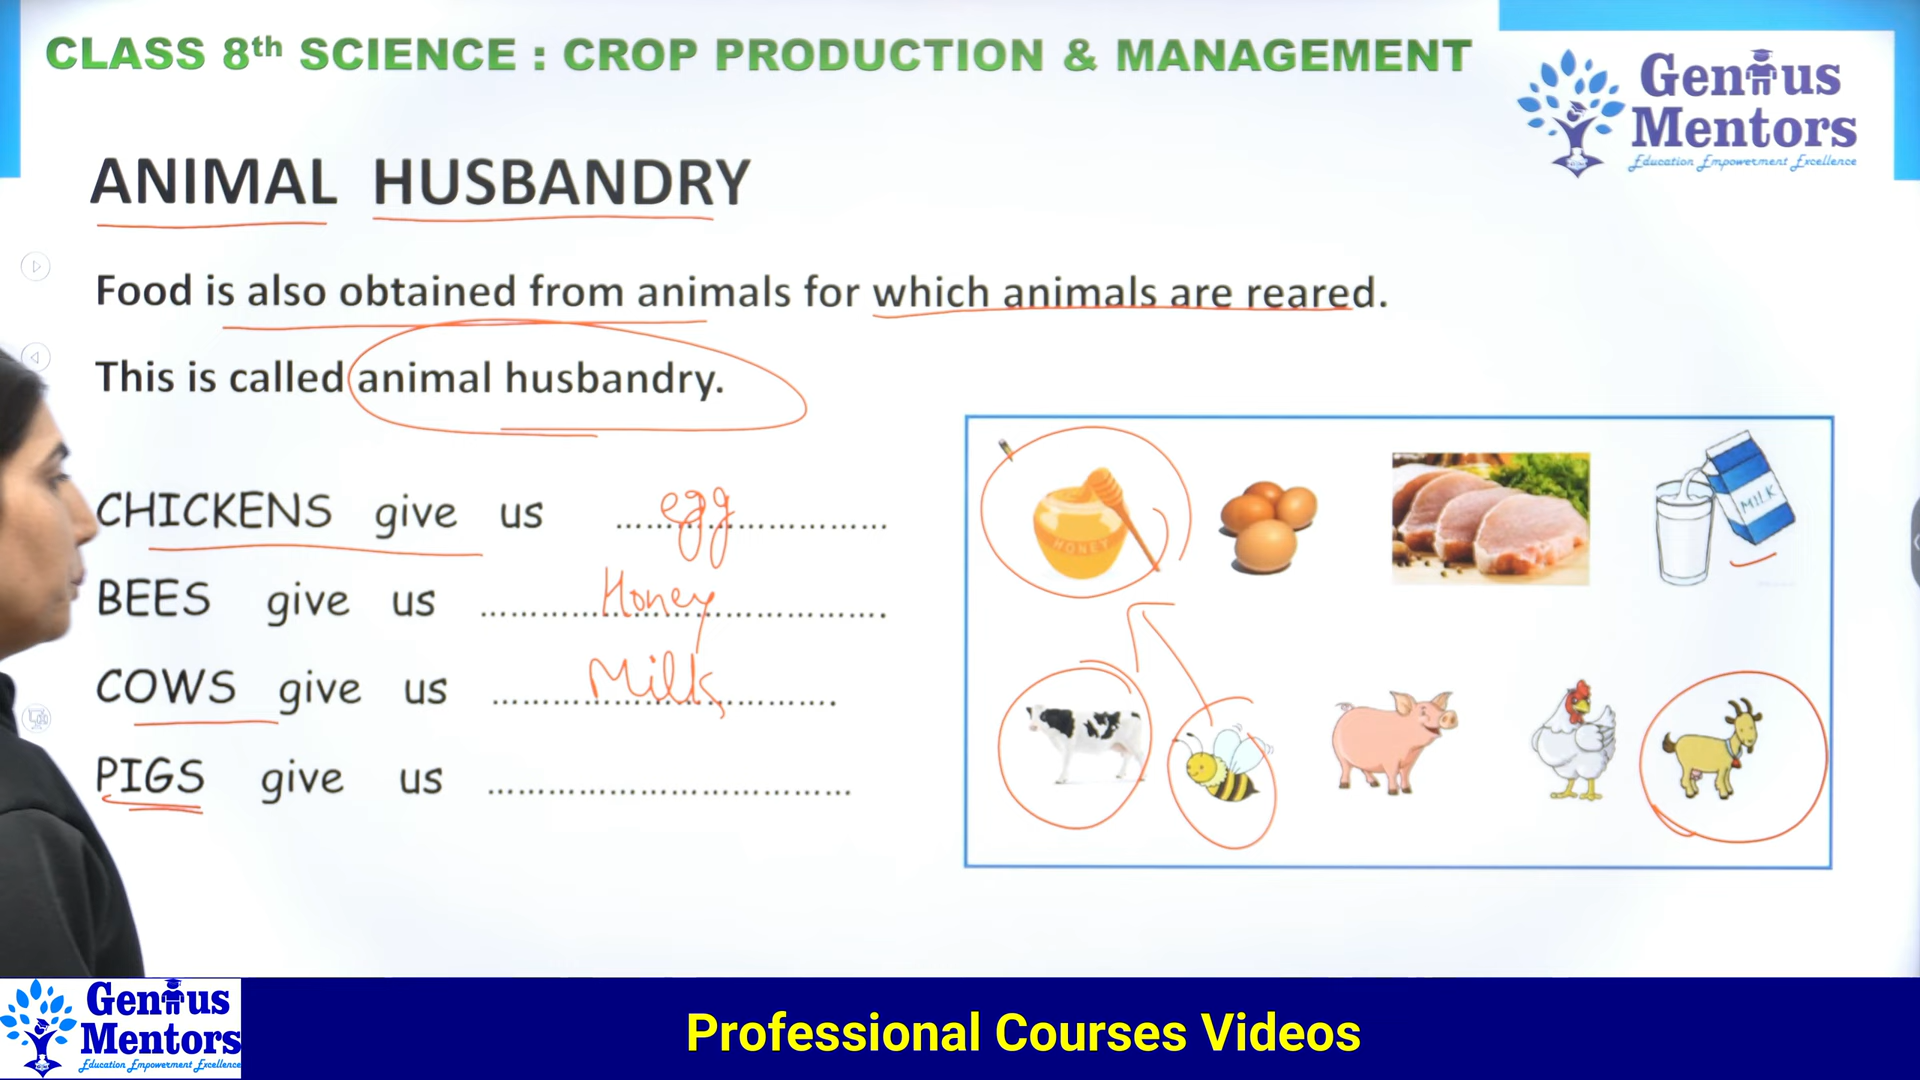 CLASS 8th SCIENCE : CROP PRODUCTION & MANAGEMENT
Genius
Mentors
Education Empowerment Excellence
ANIMAL HUSBANDRY
Food is also obtained from animals for which animals are reared.
This is called animal husbandry.
CHICKENS give us ........egg........
BEES give us ........Honey........
COWS give us ........Milk........
PIGS give us ................
HONEY
MILK
Genius
Mentors
Education Empowerment Excellence
Professional Courses Videos